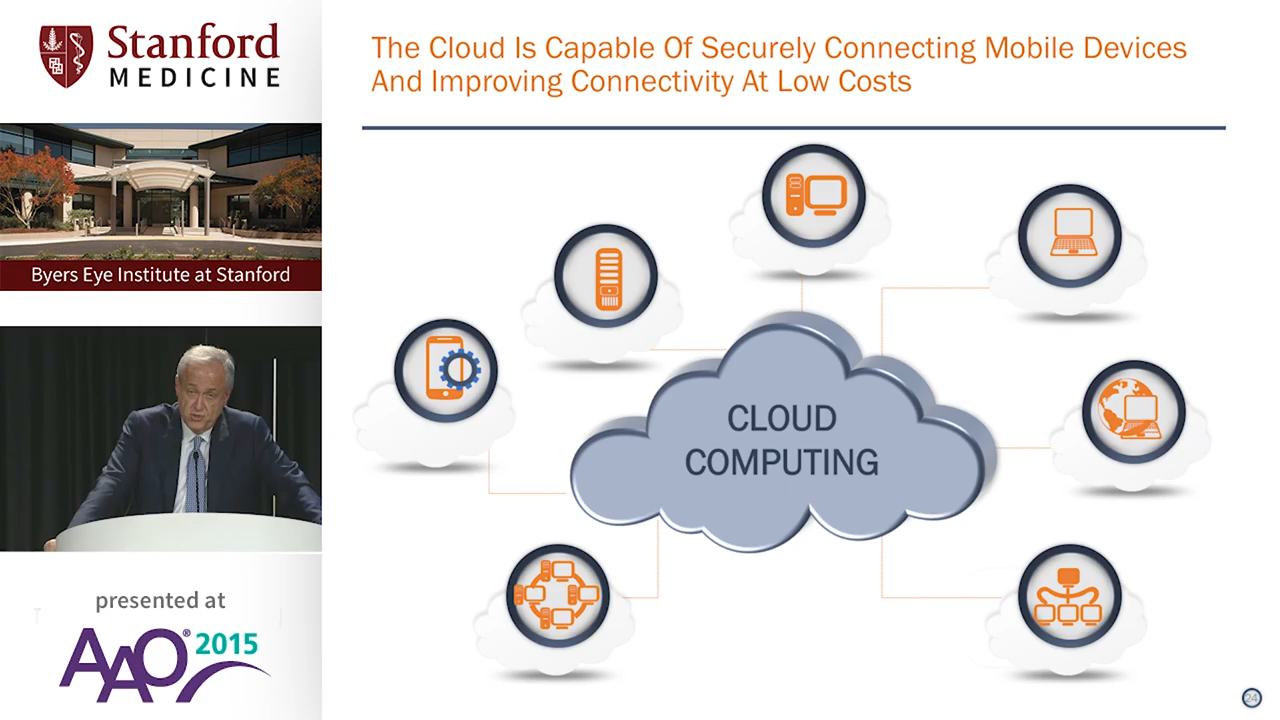 Stanford
MEDICINE
Byers Eye Institute at Stanford
presented at
AAO® 2015
The Cloud Is Capable Of Securely Connecting Mobile Devices
And Improving Connectivity At Low Costs
CLOUD
COMPUTING
24